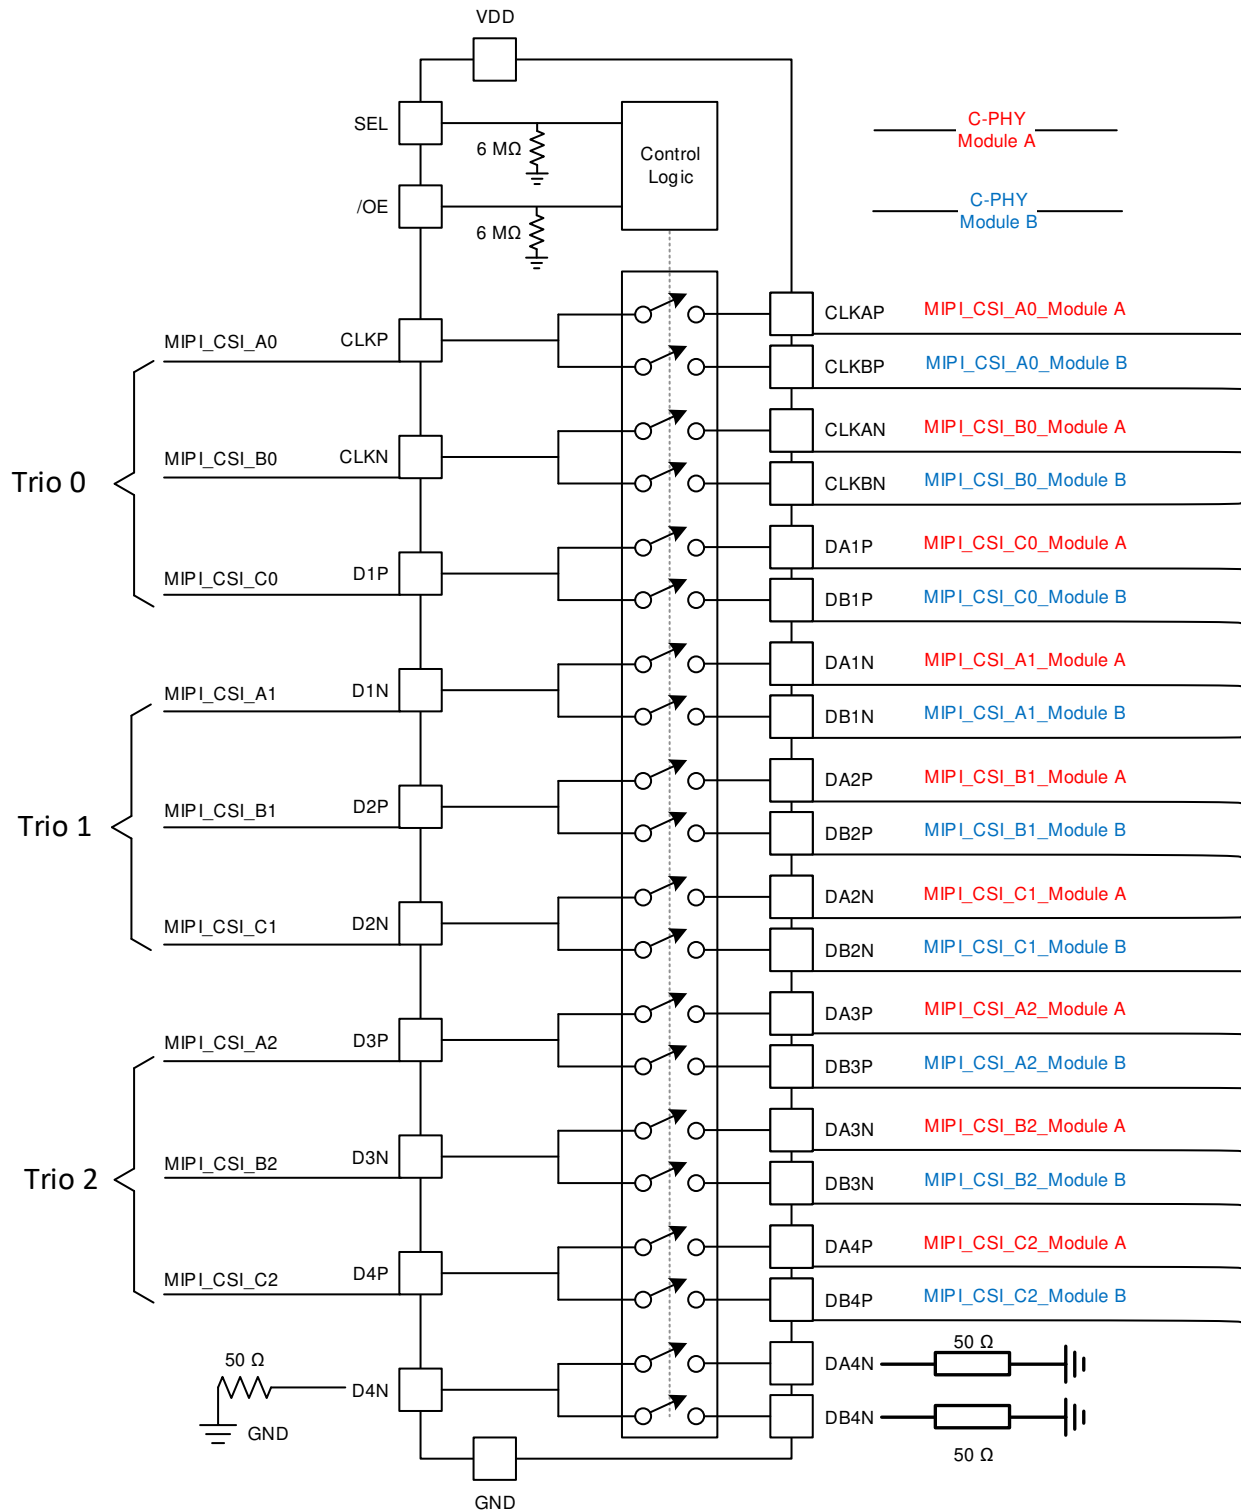 VDD
SEL
6 MΩ
Control
Logic
/OE
6 MΩ
C-PHY
Module A
C-PHY
Module B
Trio 0
MIPI_CSI_A0
CLKP
CLKAP
MIPI_CSI_A0_Module A
CLKBP
MIPI_CSI_A0_Module B
MIPI_CSI_B0
CLKN
CLKAN
MIPI_CSI_B0_Module A
CLKBN
MIPI_CSI_B0_Module B
MIPI_CSI_C0
D1P
DA1P
MIPI_CSI_C0_Module A
DB1P
MIPI_CSI_C0_Module B
Trio 1
MIPI_CSI_A1
D1N
DA1N
MIPI_CSI_A1_Module A
DB1N
MIPI_CSI_A1_Module B
MIPI_CSI_B1
D2P
DA2P
MIPI_CSI_B1_Module A
DB2P
MIPI_CSI_B1_Module B
MIPI_CSI_C1
D2N
DA2N
MIPI_CSI_C1_Module A
DB2N
MIPI_CSI_C1_Module B
Trio 2
MIPI_CSI_A2
D3P
DA3P
MIPI_CSI_A2_Module A
DB3P
MIPI_CSI_A2_Module B
MIPI_CSI_B2
D3N
DA3N
MIPI_CSI_B2_Module A
DB3N
MIPI_CSI_B2_Module B
MIPI_CSI_C2
D4P
DA4P
MIPI_CSI_C2_Module A
DB4P
MIPI_CSI_C2_Module B
50 Ω
GND
D4N
DA4N
50 Ω
DB4N
50 Ω
GND